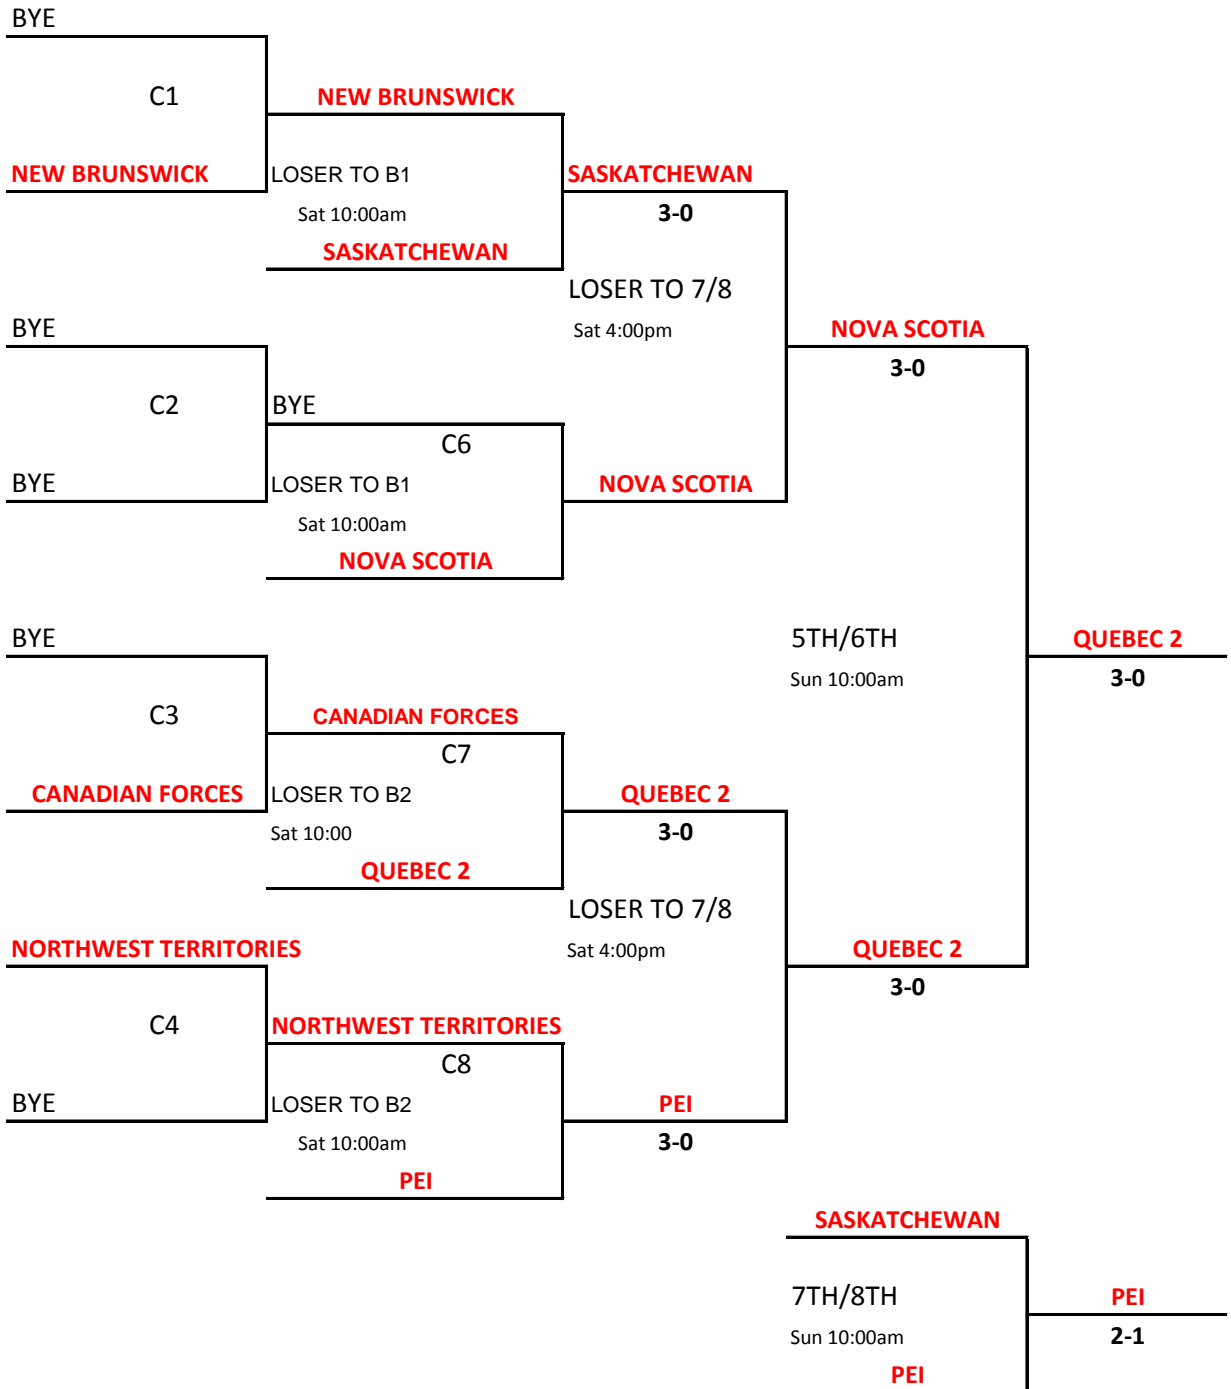 BYE
C1
NEW BRUNSWICK
NEW BRUNSWICK
LOSER TO B1
SASKATCHEWAN
Sat 10:00am
3-0
SASKATCHEWAN
LOSER TO 7/8
BYE
Sat 4:00pm
NOVA SCOTIA
3-0
C2
BYE
C6
BYE
LOSER TO B1
NOVA SCOTIA
Sat 10:00am
NOVA SCOTIA
BYE
5TH/6TH
QUEBEC 2
Sun 10:00am
3-0
C3
CANADIAN FORCES
C7
CANADIAN FORCES
LOSER TO B2
QUEBEC 2
Sat 10:00
3-0
QUEBEC 2
LOSER TO 7/8
NORTHWEST TERRITORIES
Sat 4:00pm
QUEBEC 2
3-0
C4
NORTHWEST TERRITORIES
C8
BYE
LOSER TO B2
PEI
Sat 10:00am
3-0
PEI
SASKATCHEWAN
7TH/8TH
PEI
Sun 10:00am
2-1
PEI